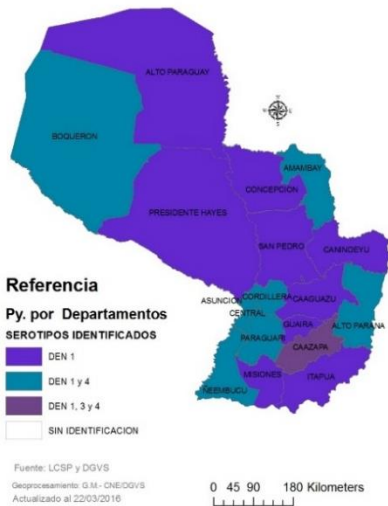 ALTO PARAGUAY
BOQUERON
AMAMBAY
CONCEPCION
PRESIDENTE HAYES
SAN PEDRO
CANINDEYU
ASUNCION
CORDILLERA
CENTRAL
CAAGUAZU
GUAIRA
ALTO PARANA
PARAGUARI
CAAZAPA
MISIONES
ITAPUA
ÑEEMBUCU
Referencia
Py. por Departamentos
SEROTIPOS IDENTIFICADOS
DEN 1
DEN 1 y 4
DEN 1, 3 y 4
SIN IDENTIFICACION
Fuente: LCSP y DGVS
Geoprocesamiento: G.M.- CNE/DGVS
Actualizado al 22/03/2016
0 45 90 180 Kilometers